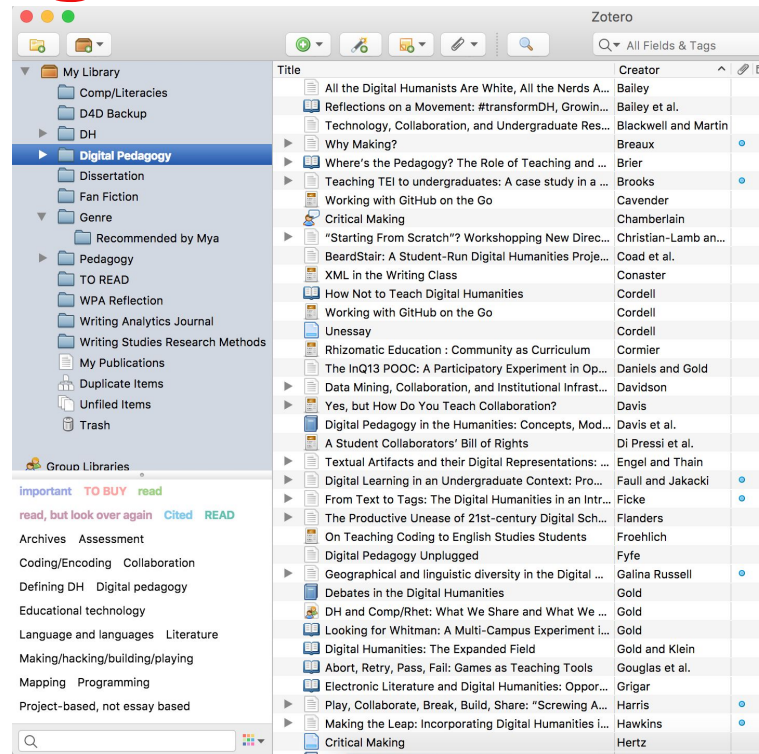 Zotero
All Fields & Tags
My Library
Comp/Literacies
D4D Backup
DH
Digital Pedagogy
Dissertation
Fan Fiction
Genre
Recommended by Mya
Pedagogy
TO READ
WPA Reflection
Writing Analytics Journal
Writing Studies Research Methods
My Publications
Duplicate Items
Unfiled Items
Trash
Group Libraries
important TO BUY read
read, but look over again Cited READ
Archives Assessment
Coding/Encoding Collaboration
Defining DH Digital pedagogy
Educational technology
Language and languages Literature
Making/hacking/building/playing
Mapping Programming
Project-based, not essay based
Title Creator
All the Digital Humanists Are White, All the Nerds A... Bailey
Reflections on a Movement: #transformDH, Growin... Bailey et al.
Technology, Collaboration, and Undergraduate Res... Blackwell and Martin
Why Making? Breaux
Where's the Pedagogy? The Role of Teaching and ... Brier
Teaching TEI to undergraduates: A case study in a ... Brooks
Working with GitHub on the Go Cavender
Critical Making Chamberlain
“Starting From Scratch”? Workshopping New Direc... Christian-Lamb an...
BeardStair: A Student-Run Digital Humanities Proje... Coad et al.
XML in the Writing Class Conaster
How Not to Teach Digital Humanities Cordell
Working with GitHub on the Go Cordell
Unessay Cordell
Rhizomatic Education : Community as Curriculum Cormier
The InQ13 POOC: A Participatory Experiment in Op... Daniels and Gold
Data Mining, Collaboration, and Institutional Infrast... Davidson
Yes, but How Do You Teach Collaboration? Davis
Digital Pedagogy in the Humanities: Concepts, Mod... Davis et al.
A Student Collaborators' Bill of Rights Di Pressi et al.
Textual Artifacts and their Digital Representations: ... Engel and Thain
Digital Learning in an Undergraduate Context: Pro... Faull and Jakacki
From Text to Tags: The Digital Humanities in an Intr... Ficke
The Productive Unease of 21st-century Digital Sch... Flanders
On Teaching Coding to English Studies Students Froehlich
Digital Pedagogy Unplugged Fyfe
Geographical and linguistic diversity in the Digital ... Galina Russell
Debates in the Digital Humanities Gold
DH and Comp/Rhet: What We Share and What We ... Gold
Looking for Whitman: A Multi-Campus Experiment i... Gold
Digital Humanities: The Expanded Field Gold and Klein
Abort, Retry, Pass, Fail: Games as Teaching Tools Gouglas et al.
Electronic Literature and Digital Humanities: Oppor... Grigar
Play, Collaborate, Break, Build, Share: “Screwing A... Harris
Making the Leap: Incorporating Digital Humanities i... Hawkins
Critical Making Hertz